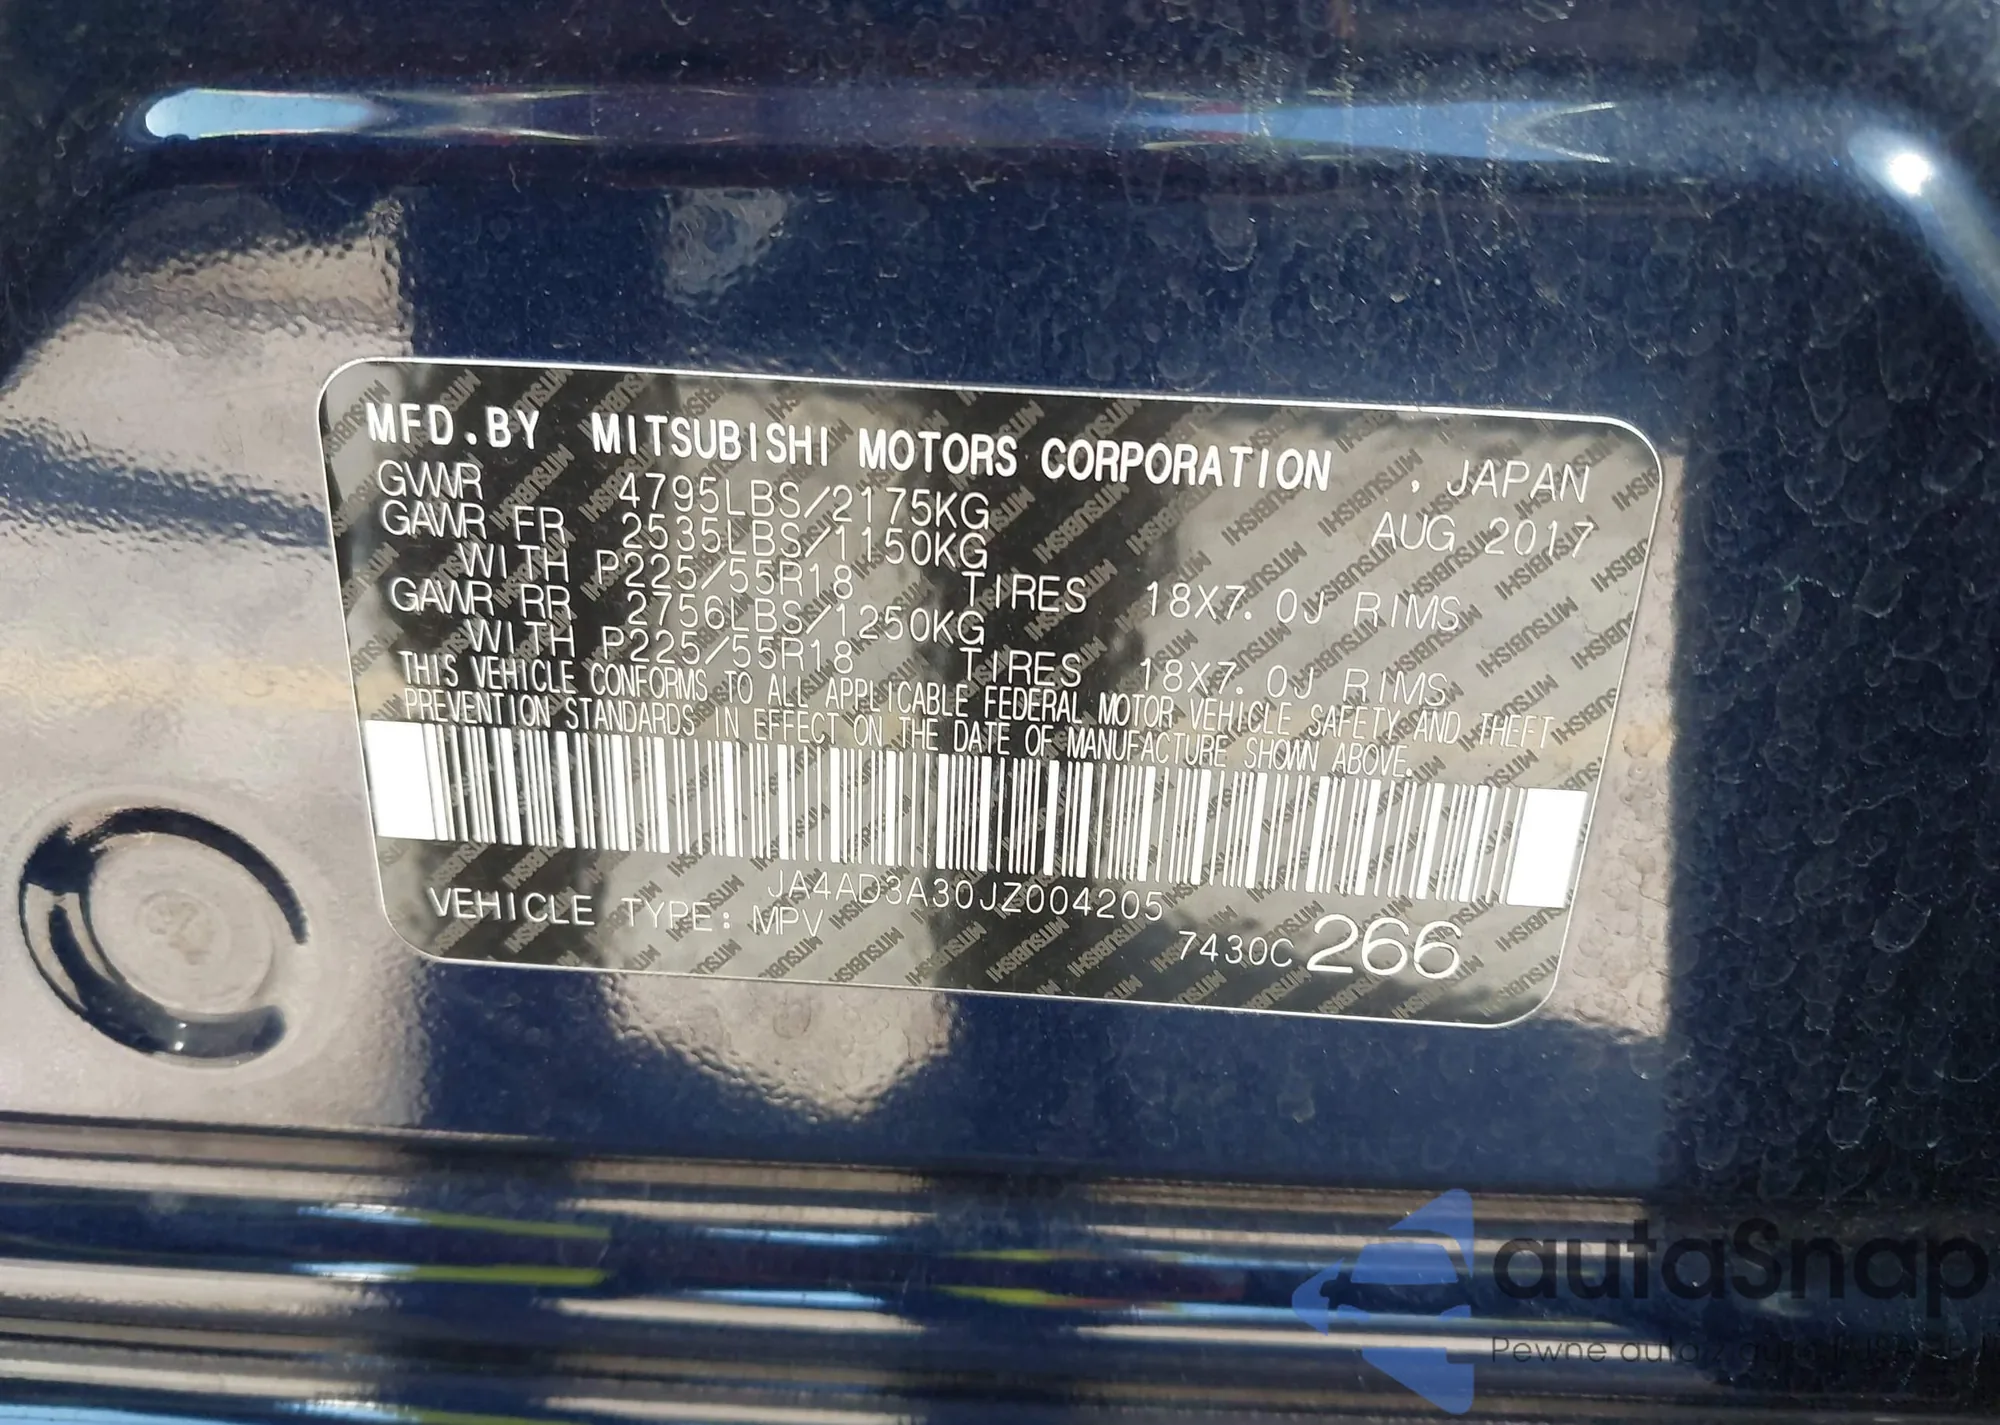 MFD.BY MITSUBISHI MOTORS CORPORATION , JAPAN
GVWR 4795LBS/2175KG AUG 2017
GAWR FR 2535LBS/1150KG
WITH P225/55R18 TIRES 18X7.0J RIMS
GAWR RR 2756LBS/1250KG
WITH P225/55R18 TIRES 18X7.0J RIMS
THIS VEHICLE CONFORMS TO ALL APPLICABLE FEDERAL MOTOR VEHICLE SAFETY AND THEFT
PREVENTION STANDARDS IN EFFECT ON THE DATE OF MANUFACTURE SHOWN ABOVE.
JA4AD3A30JZ004205
VEHICLE TYPE: MPV
7430C 266
autaSnap
Pewne auta z